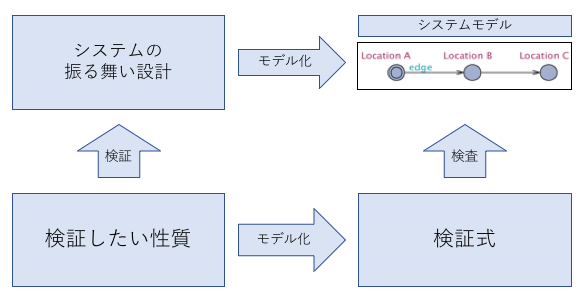 システムの
振る舞い設計
モデル化
システムモデル
Location A
Location B
Location C
edge
検証
検査
検証したい性質
モデル化
検証式